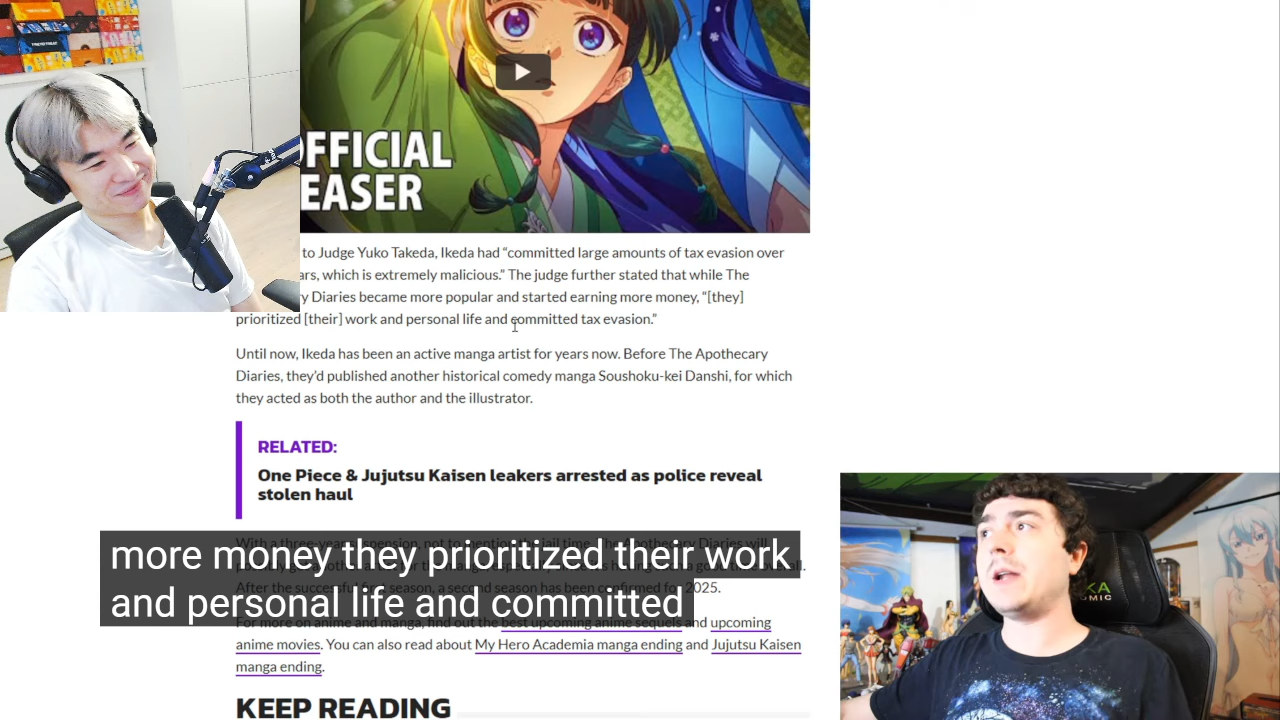 FFICIAL
EASER
to Judge Yuko Takeda, Ikeda had “committed large amounts of tax evasion over
ars, which is extremely malicious.” The judge further stated that while The
y Diaries became more popular and started earning more money, “[they]
prioritized [their] work and personal life and committed tax evasion.”
Until now, Ikeda has been an active manga artist for years now. Before The Apothecary
Diaries, they’d published another historical comedy manga Soushoku-kei Danshi, for which
they acted as both the author and the illustrator.
RELATED:
One Piece & Jujutsu Kaisen leakers arrested as police reveal
stolen haul
more money they prioritized their work
and personal life and committed
After the successful first season, a second season has been confirmed for 2025.
For more on anime and manga, find out the best upcoming anime sequels and upcoming
anime movies. You can also read about My Hero Academia manga ending and Jujutsu Kaisen
manga ending.
KEEP READING